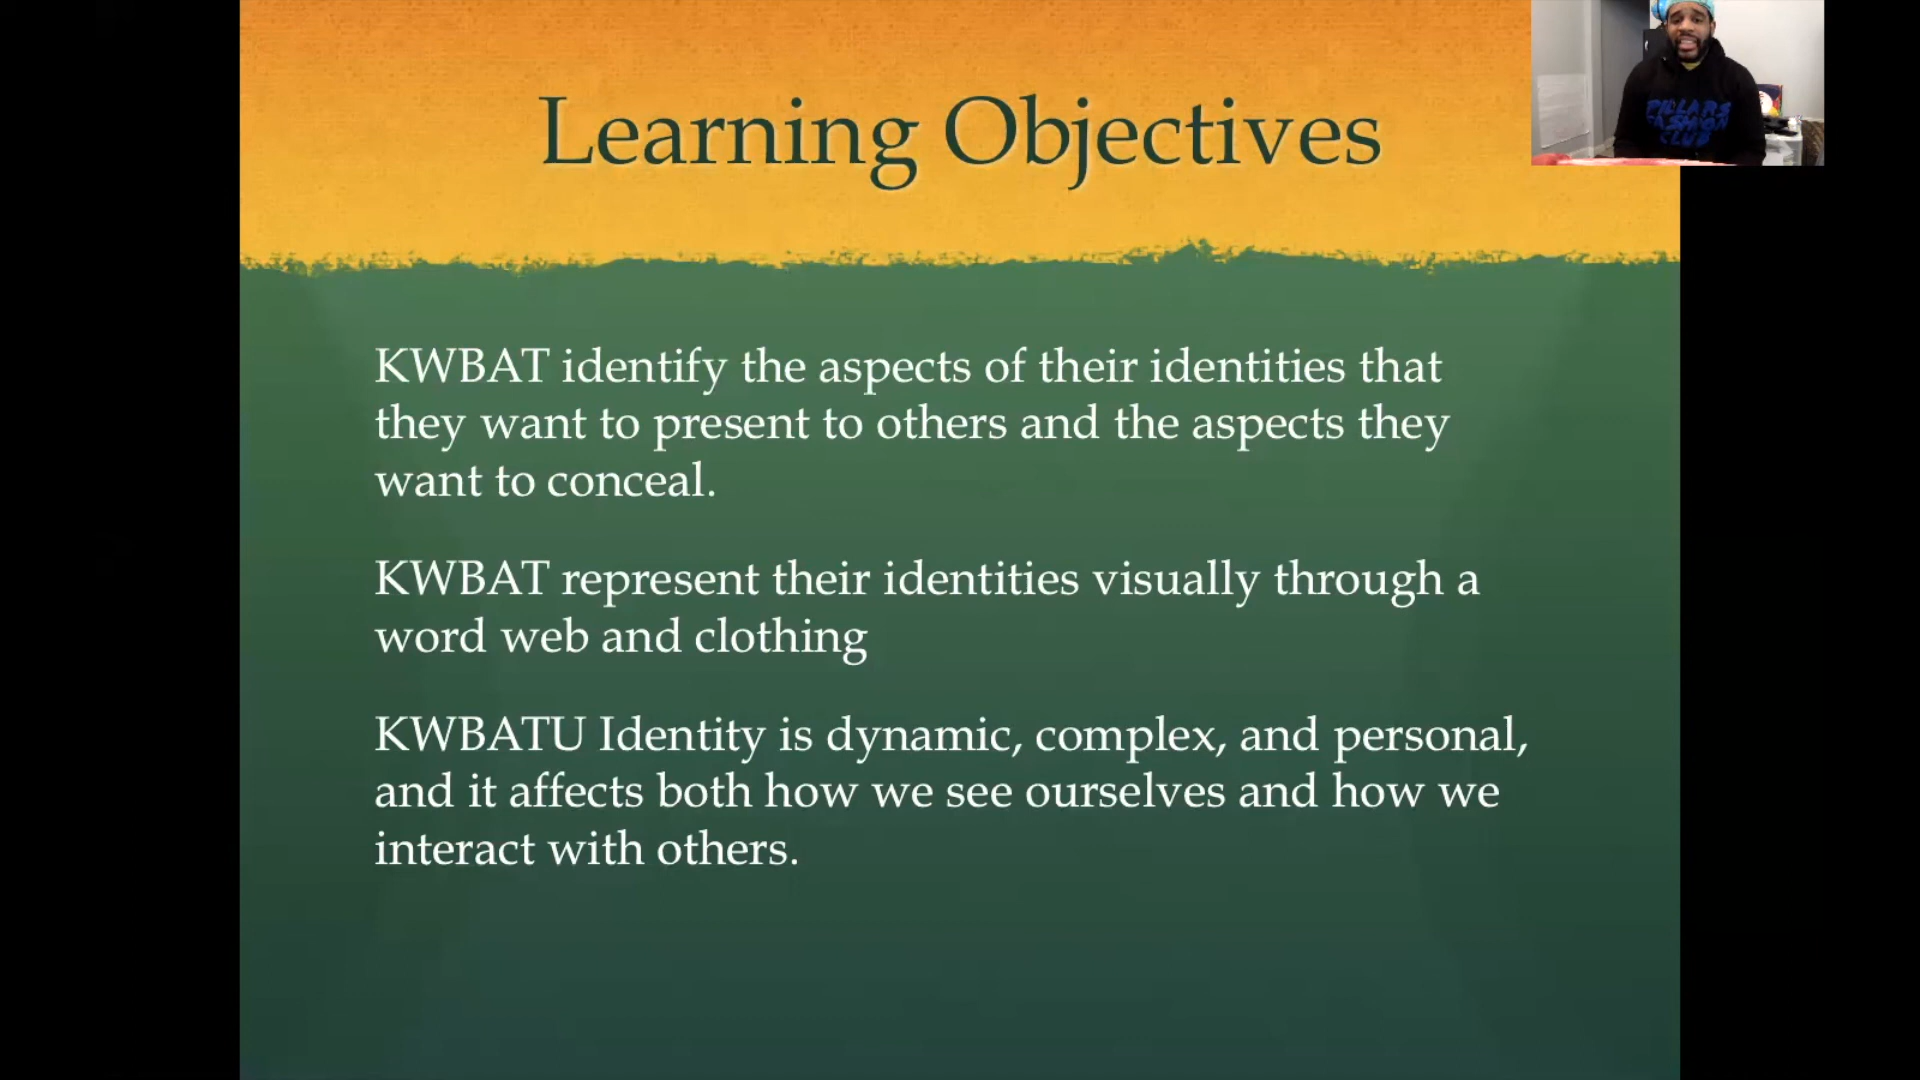 Learning Objectives
KWBAT identify the aspects of their identities that
they want to present to others and the aspects they
want to conceal.
KWBAT represent their identities visually through a
word web and clothing
KWBATU Identity is dynamic, complex, and personal,
and it affects both how we see ourselves and how we
interact with others.
PILLARS